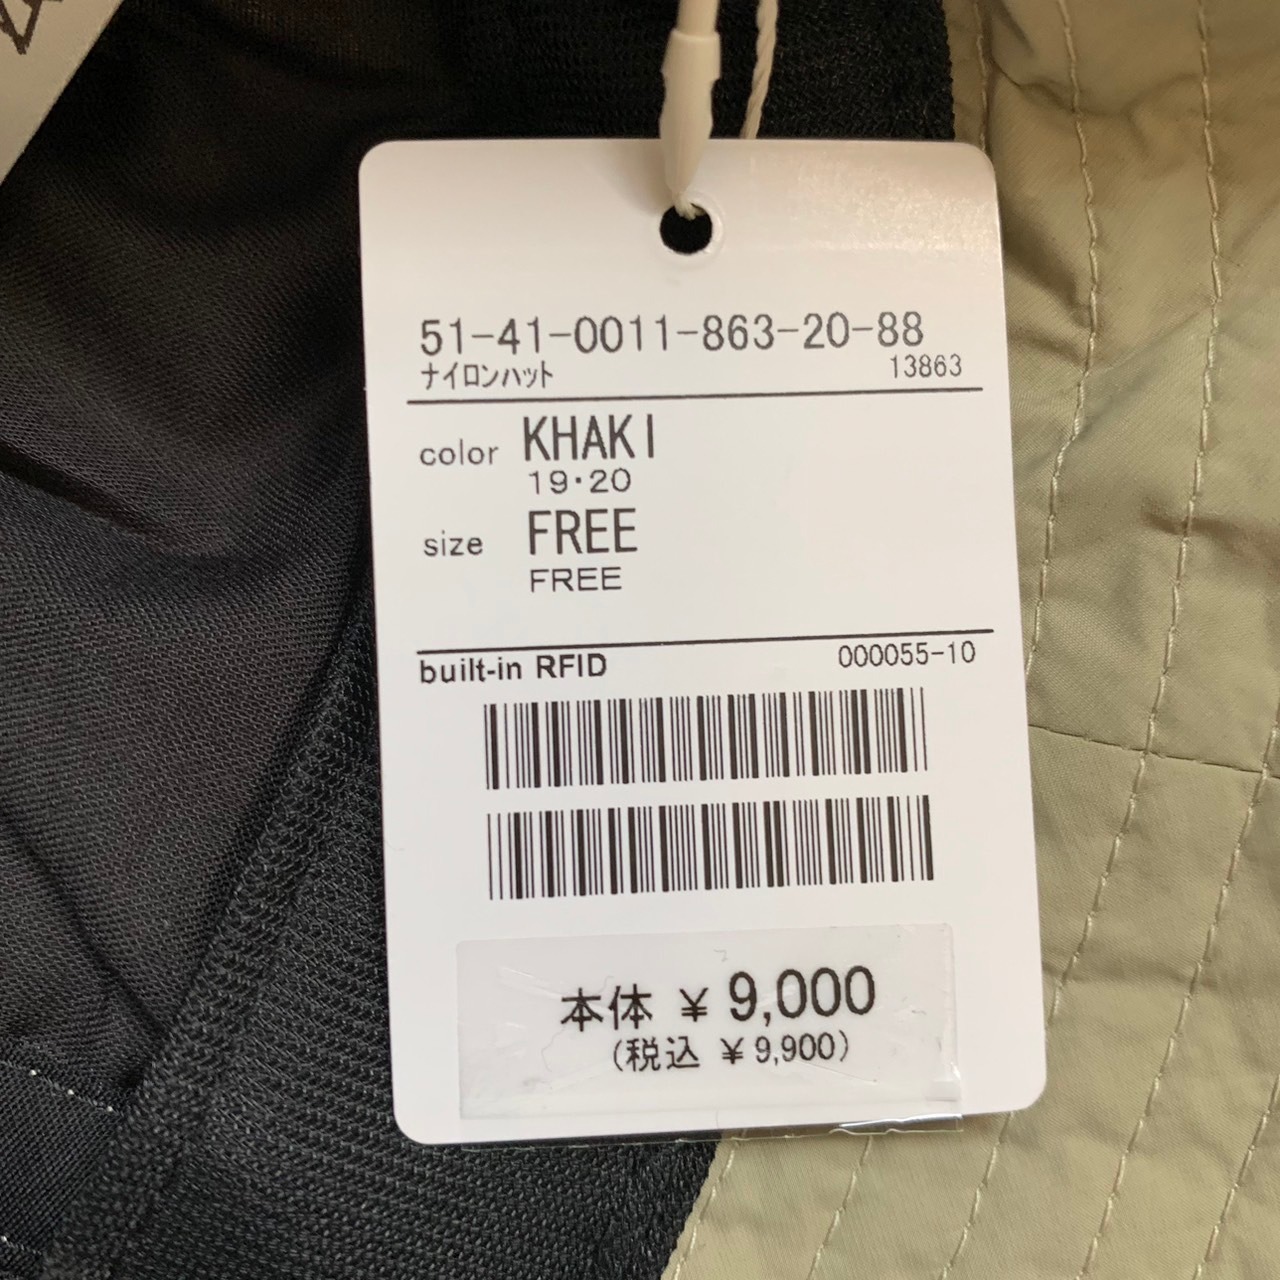 51-41-0011-863-20-88
ナイロンハット 13863
color KHAKI
19・20
size FREE
FREE
built-in RFID 000055-10
本体 ¥ 9,000
(税込 ¥ 9,900)